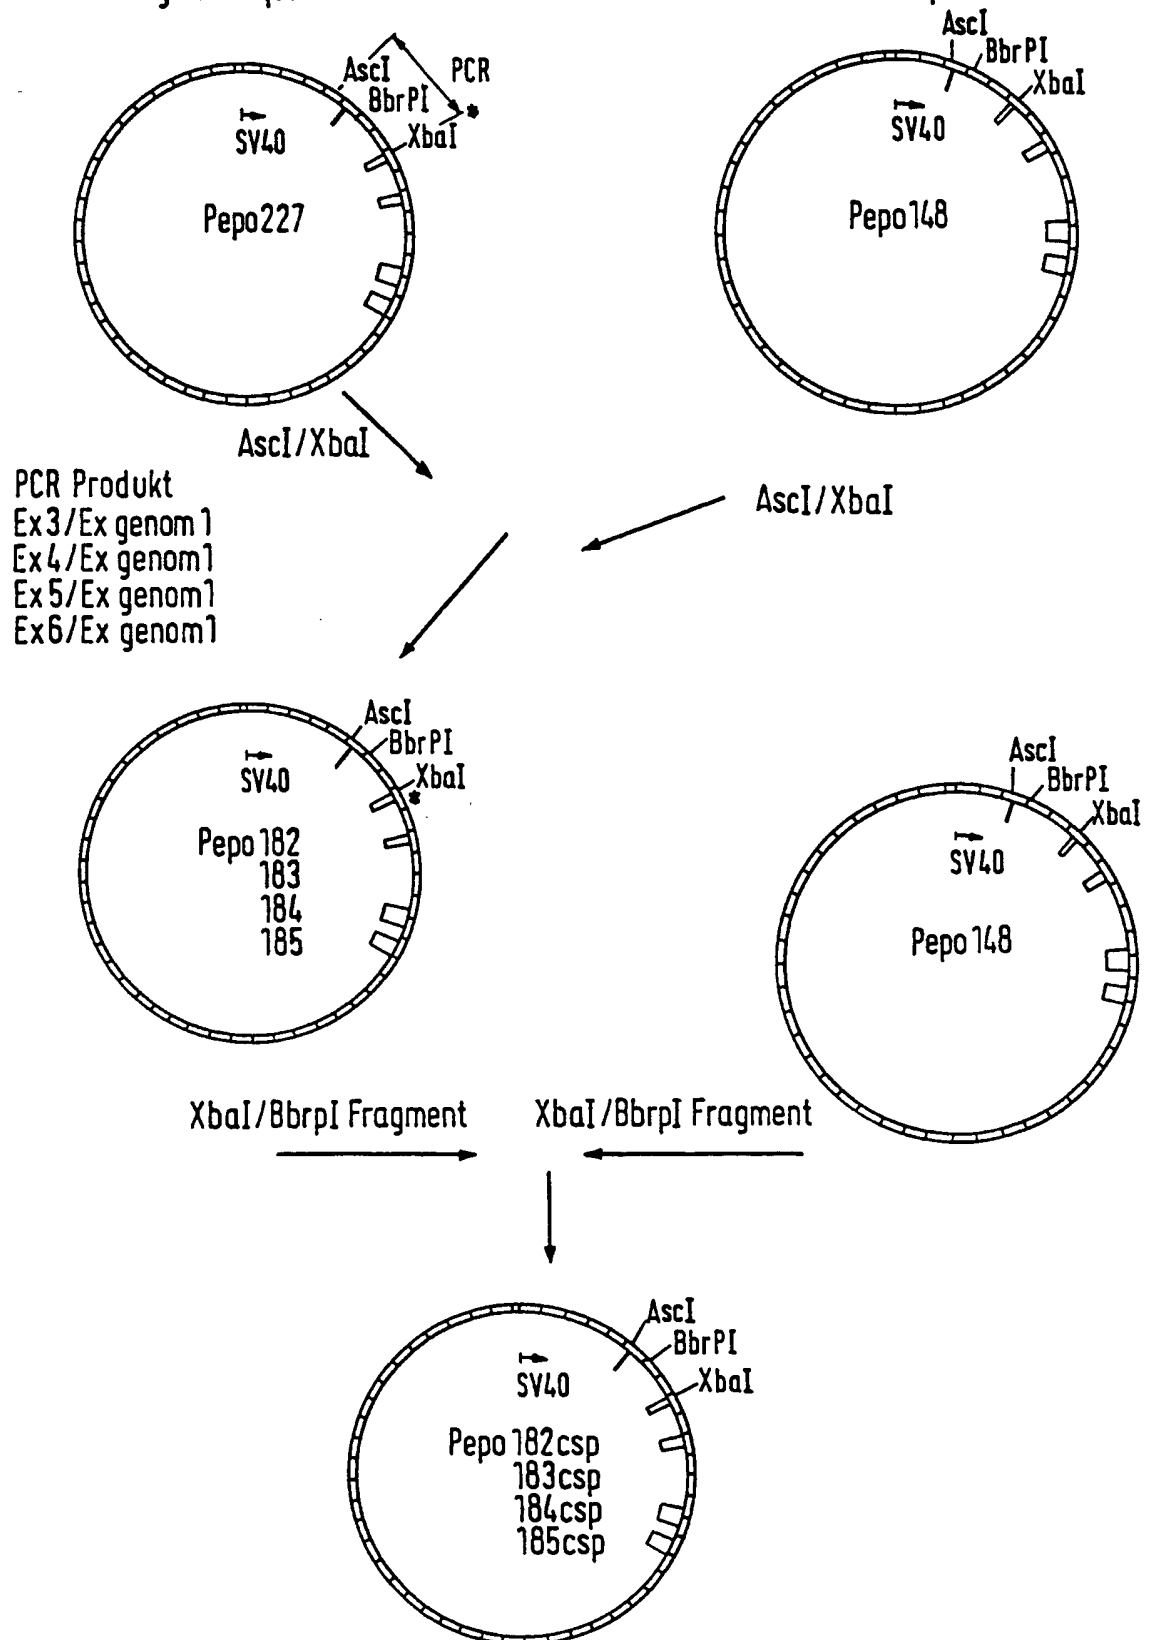 AscI
BbrPI
XbaI
PCR
*
SV40
Pepo227
AscI
BbrPI
XbaI
SV40
Pepo148
AscI/XbaI
AscI/XbaI
PCR Produkt
Ex3/Ex genom1
Ex4/Ex genom1
Ex5/Ex genom1
Ex6/Ex genom1
AscI
BbrPI
XbaI
*
SV40
Pepo182
183
184
185
AscI
BbrPI
XbaI
SV40
Pepo148
XbaI/BbrpI Fragment
XbaI/BbrpI Fragment
AscI
BbrPI
XbaI
SV40
Pepo182csp
183csp
184csp
185csp